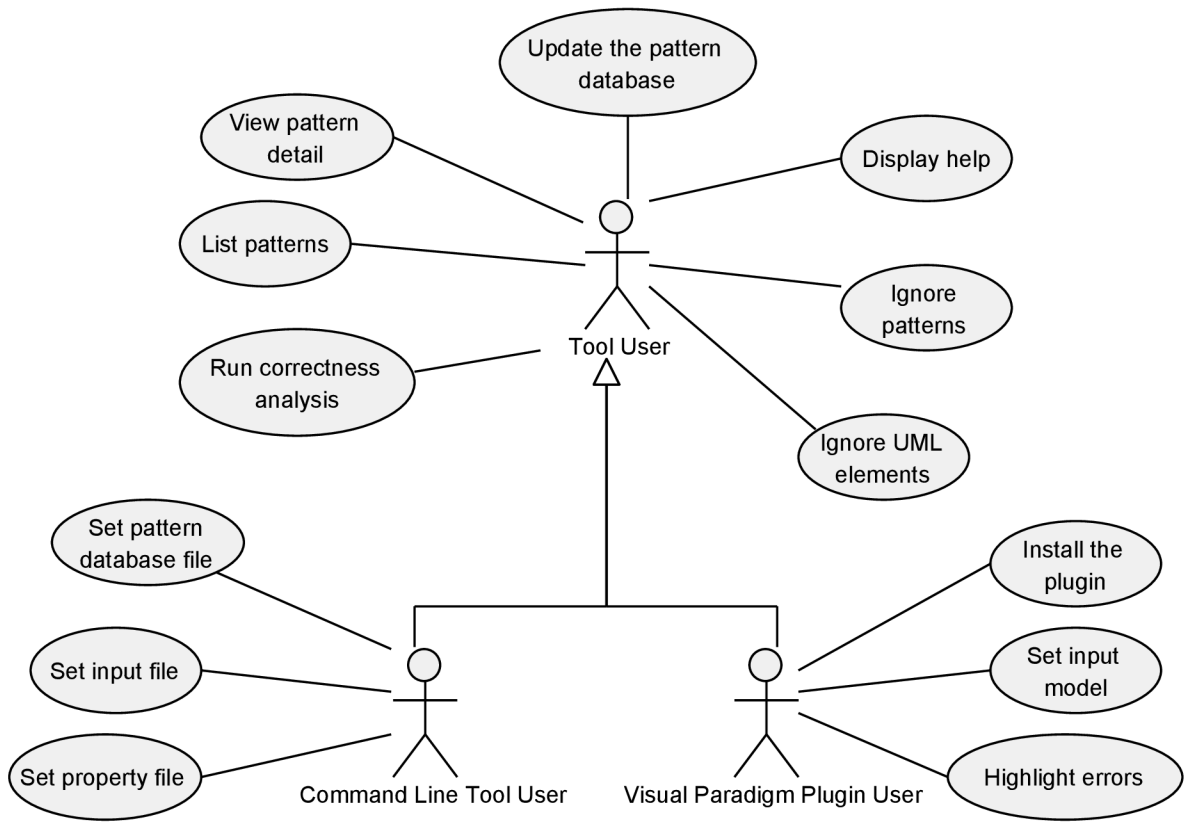 Update the pattern
database
View pattern
detail
Display help
List patterns
Ignore
patterns
Tool User
Run correctness
analysis
Ignore UML
elements
Set pattern
database file
Install the
plugin
Set input file
Set input
model
Set property file
Highlight errors
Command Line Tool User
Visual Paradigm Plugin User